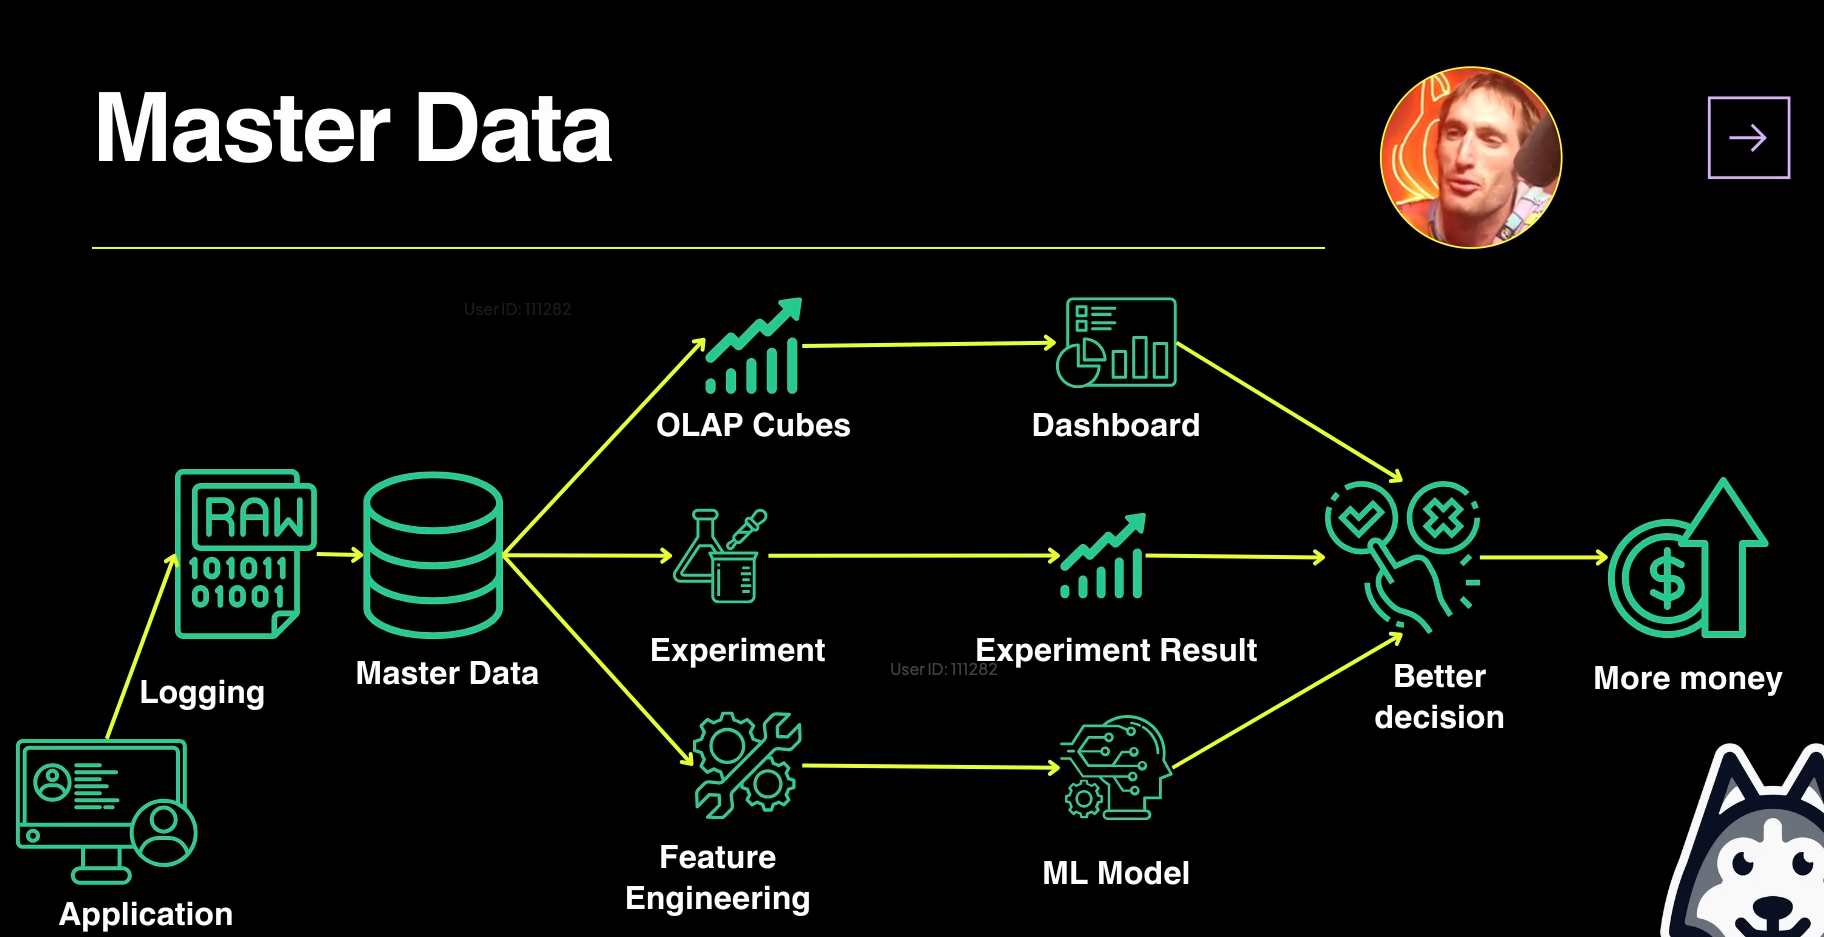 Master Data
User ID: 111282
OLAP Cubes
Dashboard
RAW
101011
01001
Logging
Master Data
Experiment
Experiment Result
User ID: 111282
Better
decision
$
More money
Feature
Engineering
ML Model
Application